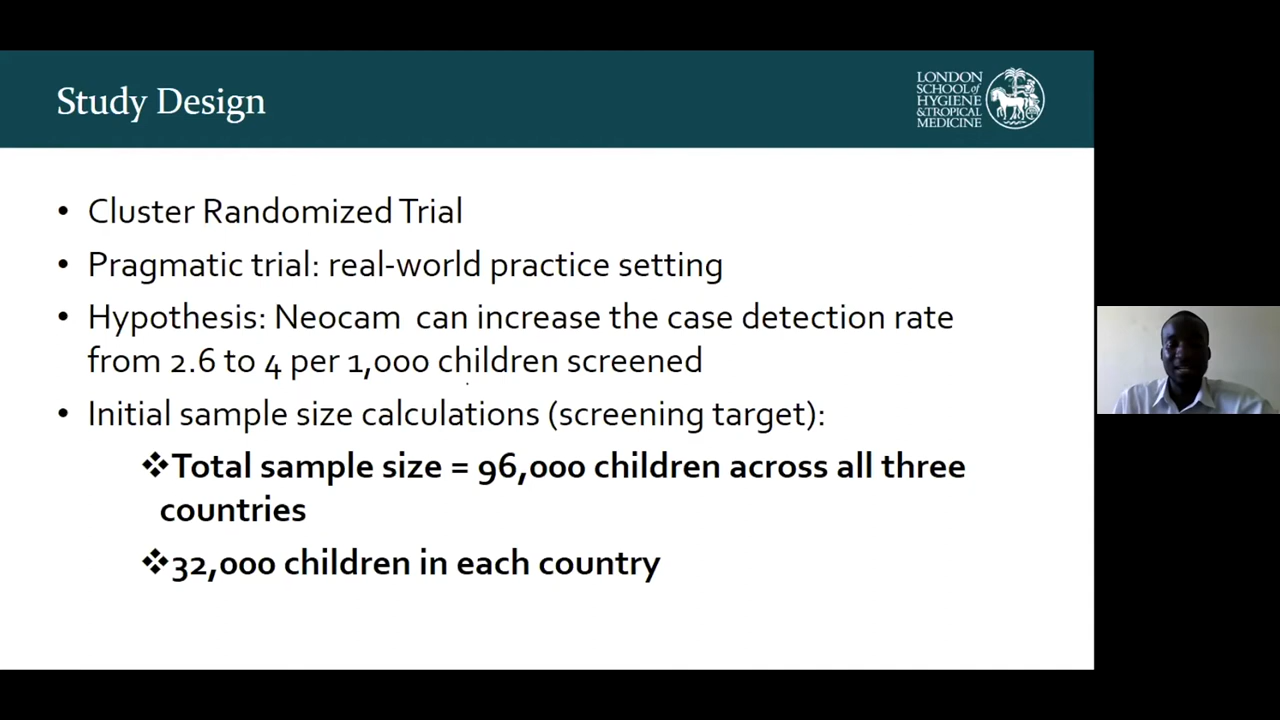 Study Design
LONDON
SCHOOL of
HYGIENE
& TROPICAL
MEDICINE
• Cluster Randomized Trial
• Pragmatic trial: real-world practice setting
• Hypothesis: Neocam can increase the case detection rate
from 2.6 to 4 per 1,000 children screened
• Initial sample size calculations (screening target):
❖Total sample size = 96,000 children across all three
countries
❖32,000 children in each country